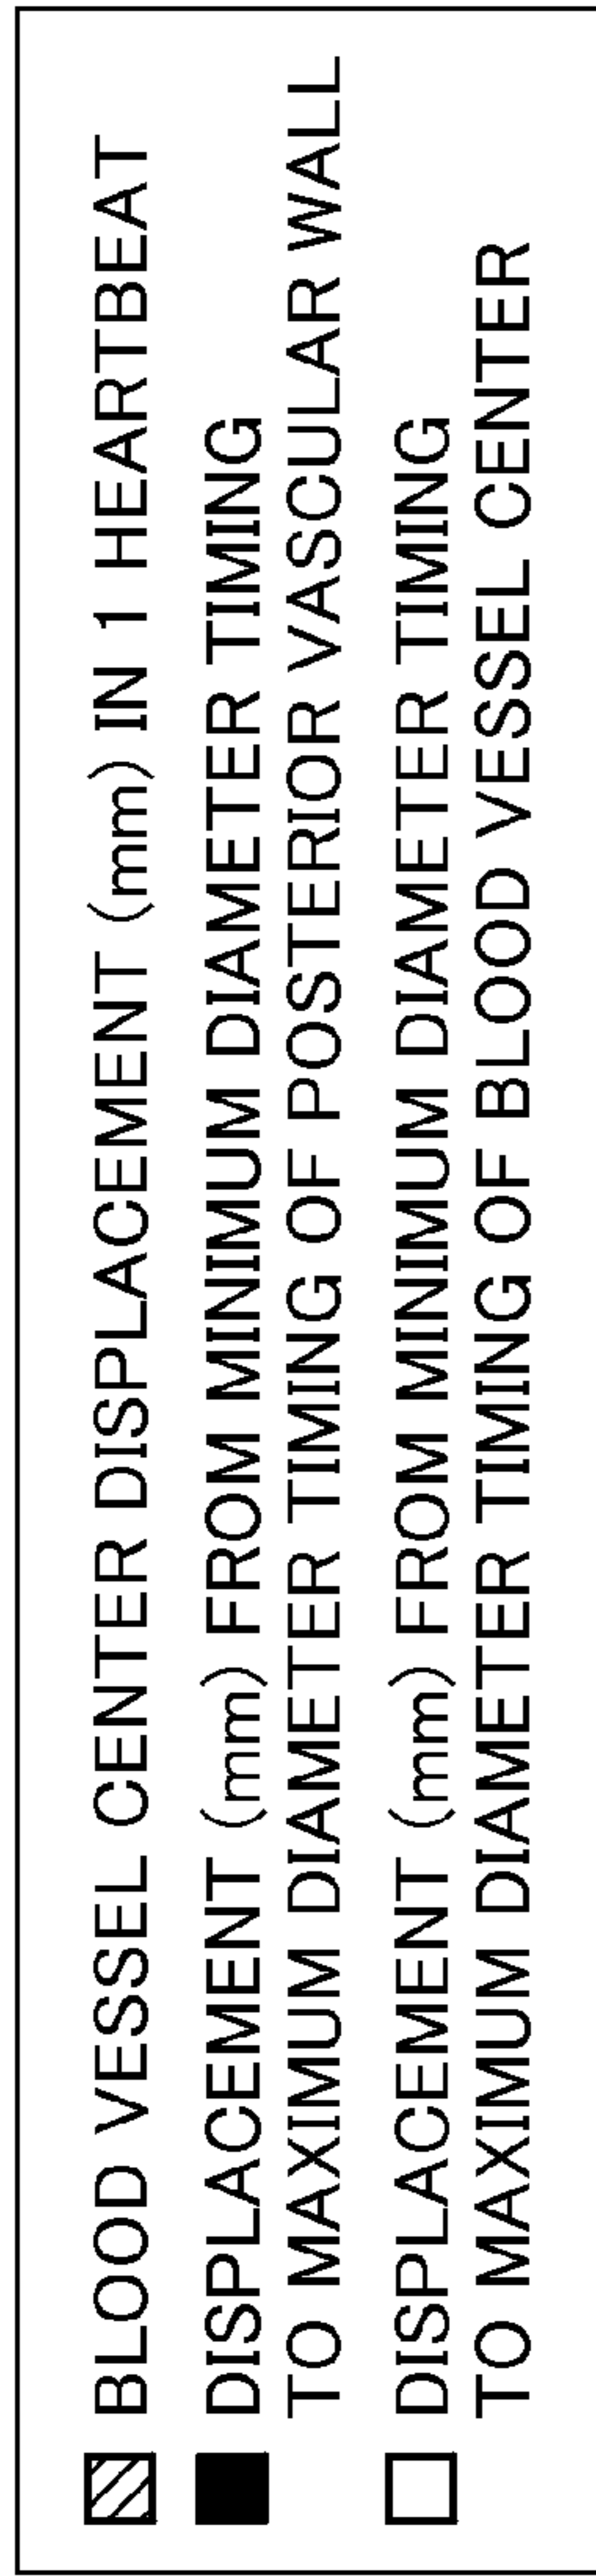 BLOOD VESSEL CENTER DISPLACEMENT (mm) IN 1 HEARTBEAT
DISPLACEMENT (mm) FROM MINIMUM DIAMETER TIMING
TO MAXIMUM DIAMETER TIMING OF POSTERIOR VASCULAR WALL
DISPLACEMENT (mm) FROM MINIMUM DIAMETER TIMING
TO MAXIMUM DIAMETER TIMING OF BLOOD VESSEL CENTER